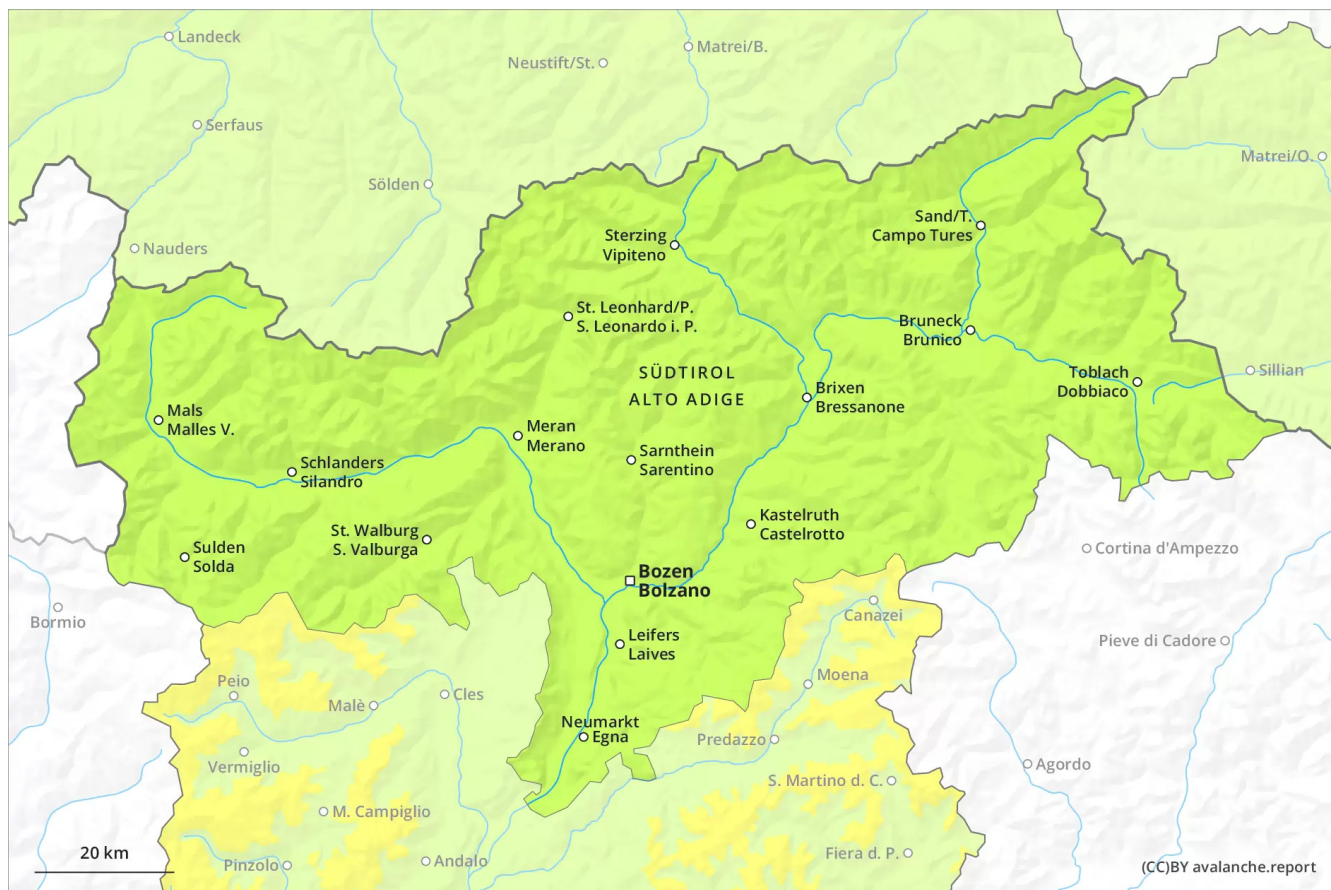 Landeck
Matrei/B.
Neustift/St.
Serfaus
Matrei/O.
Sölden
Sand/T.
Campo Tures
Nauders
Sterzing
Vipiteno
St. Leonhard/P.
S. Leonardo i. P.
Bruneck
Brunico
SÜDTIROL
ALTO ADIGE
Toblach
Dobbiaco
Sillian
Brixen
Bressanone
Mals
Malles V.
Meran
Merano
Sarnthein
Sarentino
Schlanders
Silandro
Kastelruth
Castelrotto
St. Walburg
S. Valburga
Sulden
Solda
Cortina d'Ampezzo
Bozen
Bolzano
Bormio
Canazei
Leifers
Laives
Pieve di Cadore
Peio
Moena
Cles
Malè
Neumarkt
Egna
Predazzo
Vermiglio
Agordo
S. Martino d. C.
M. Campiglio
20 km
Andalo
Fiera d. P.
Pinzolo
(CC)BY avalanche.report